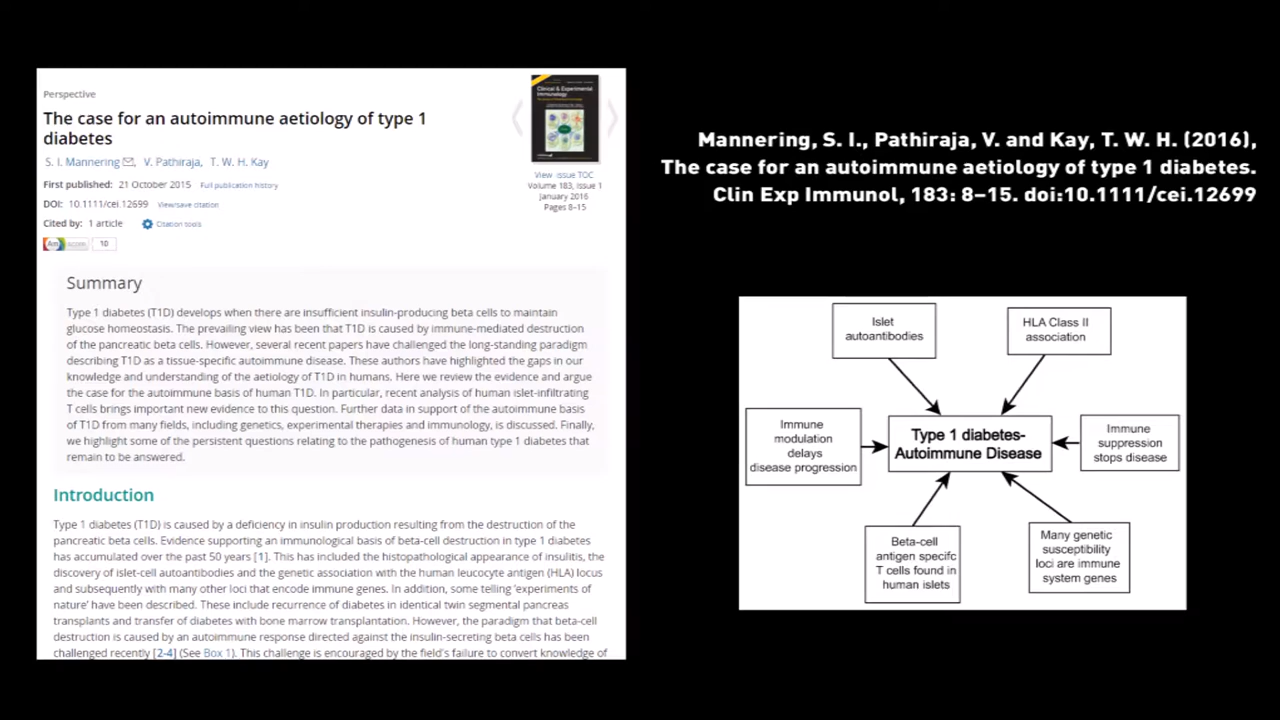 Perspective
The case for an autoimmune aetiology of type 1
diabetes
S. I. Mannering, V. Pathiraja, T. W. H. Kay
First published: 21 October 2015 Full publication history
DOI: 10.1111/cei.12699 View/save citation
Cited by: 1 article Citation tools
Am score 10
Clinical & Experimental
Immunology
View issue TOC
Volume 183, Issue 1
January 2016
Pages 8–15
Summary
Type 1 diabetes (T1D) develops when there are insufficient insulin-producing beta cells to maintain
glucose homeostasis. The prevailing view has been that T1D is caused by immune-mediated destruction
of the pancreatic beta cells. However, several recent papers have challenged the long-standing paradigm
describing T1D as a tissue-specific autoimmune disease. These authors have highlighted the gaps in our
knowledge and understanding of the aetiology of T1D in humans. Here we review the evidence and argue
the case for the autoimmune basis of human T1D. In particular, recent analysis of human islet-infiltrating
T cells brings important new evidence to this question. Further data in support of the autoimmune basis
of T1D from many fields, including genetics, experimental therapies and immunology, is discussed. Finally,
we highlight some of the persistent questions relating to the pathogenesis of human type 1 diabetes that
remain to be answered.
Introduction
Type 1 diabetes (T1D) is caused by a deficiency in insulin production resulting from the destruction of the
pancreatic beta cells. Evidence supporting an immunological basis of beta-cell destruction in type 1 diabetes
has accumulated over the past 50 years [1]. This has included the histopathological appearance of insulitis, the
discovery of islet-cell autoantibodies and the genetic association with the human leucocyte antigen (HLA) locus
and subsequently with many other loci that encode immune genes. In addition, some telling 'experiments of
nature' have been described. These include recurrence of diabetes in identical twin segmental pancreas
transplants and transfer of diabetes with bone marrow transplantation. However, the paradigm that beta-cell
destruction is caused by an autoimmune response directed against the insulin-secreting beta cells has been
challenged recently [2-4] (See Box 1). This challenge is encouraged by the field's failure to convert knowledge of
Mannering, S. I., Pathiraja, V. and Kay, T. W. H. (2016),
The case for an autoimmune aetiology of type 1 diabetes.
Clin Exp Immunol, 183: 8–15. doi:10.1111/cei.12699
Islet
autoantibodies
HLA Class II
association
Immune
modulation
delays
disease progression
Type 1 diabetes-
Autoimmune Disease
Immune
suppression
stops disease
Beta-cell
antigen specifc
T cells found in
human islets
Many genetic
susceptibility
loci are immune
system genes